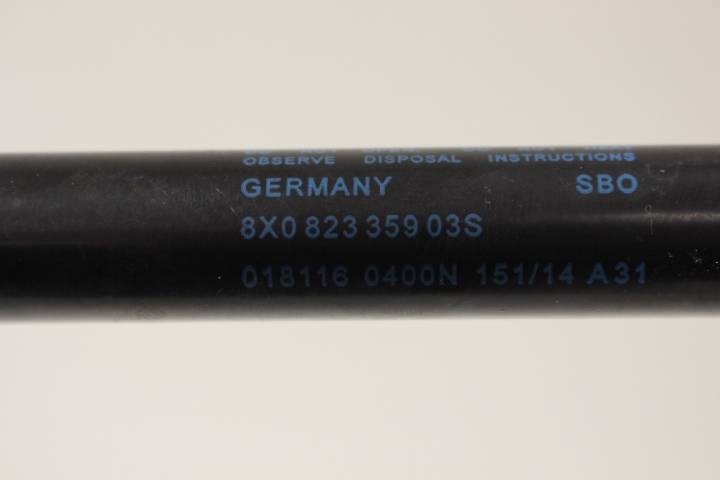 OBSERVE DISPOSAL INSTRUCTIONS
GERMANY SBO
8X0 823 359 03S
018116 0400N 151/14 A31